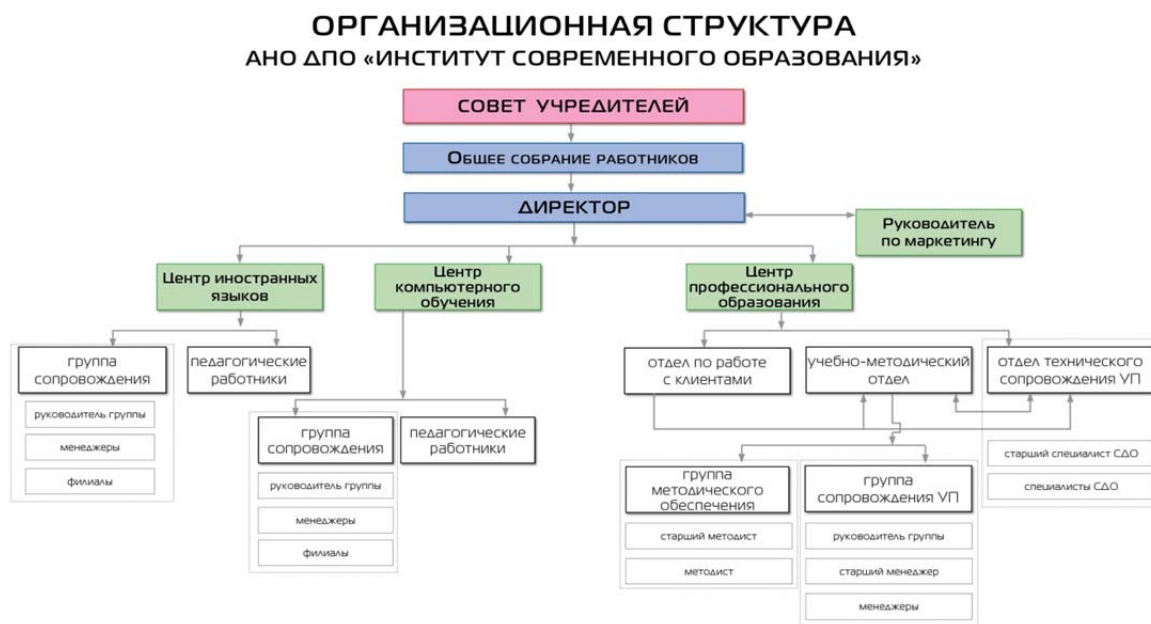 ОРГАНИЗАЦИОННАЯ СТРУКТУРА
АНО ДПО «ИНСТИТУТ СОВРЕМЕННОГО ОБРАЗОВАНИЯ»
СОВЕТ УЧРЕДИТЕЛЕЙ
ОБЩЕЕ СОБРАНИЕ РАБОТНИКОВ
ДИРЕКТОР
Руководитель
по маркетингу
Центр иностранных
языков
Центр
компьютерного
обучения
Центр
профессионального
образования
группа
сопровождения
педагогические
работники
руководитель группы
менеджеры
филиалы
группа
сопровождения
педагогические
работники
руководитель группы
менеджеры
филиалы
отдел по работе
с клиентами
учебно-методический
отдел
отдел технического
сопровождения УП
старший специалист СДО
специалисты СДО
группа
методического
обеспечения
старший методист
методист
группа
сопровождения УП
руководитель группы
старший менеджер
менеджеры